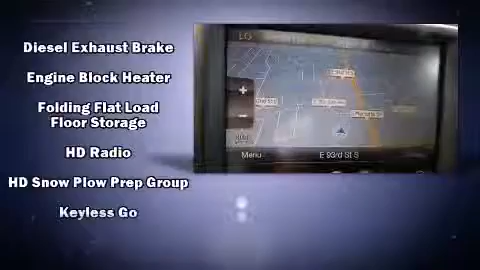 Diesel Exhaust Brake
Engine Block Heater
Folding Flat Load
Floor Storage
HD Radio
HD Snow Plow Prep Group
Keyless Go
Menu
E 93rd St S